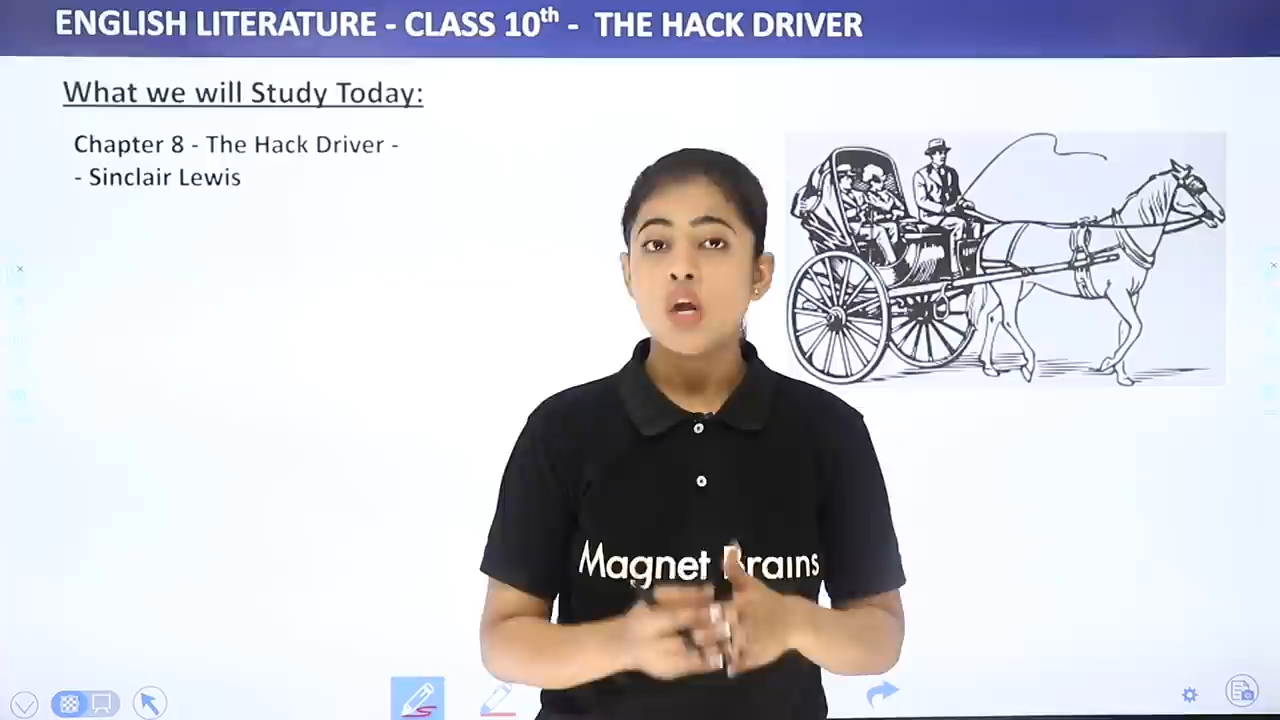 ENGLISH LITERATURE - CLASS 10th - THE HACK DRIVER
What we will Study Today:
Chapter 8 - The Hack Driver -
- Sinclair Lewis
Magnet Brains